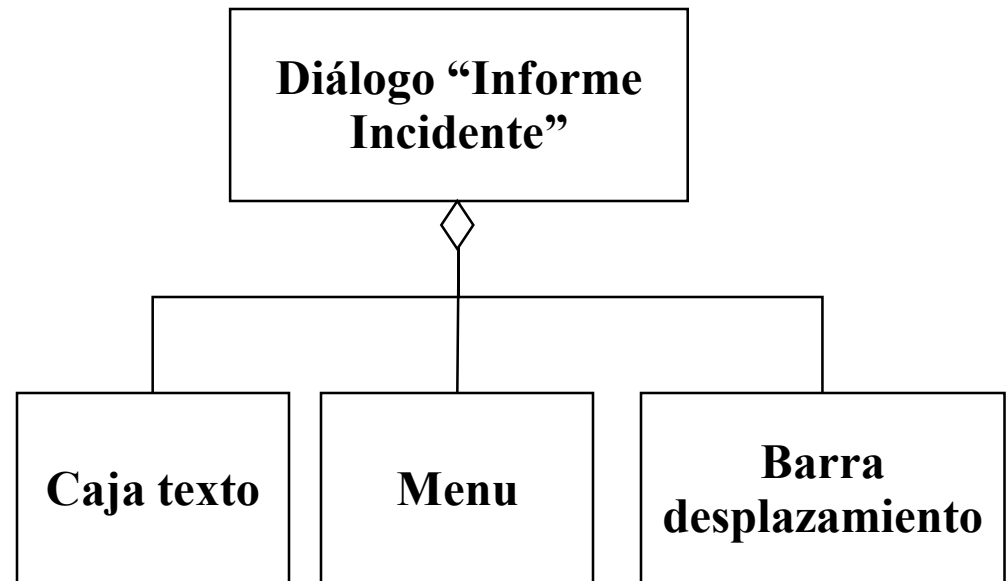 Diálogo “Informe
Incidente”
Caja texto
Menu
Barra
desplazamiento